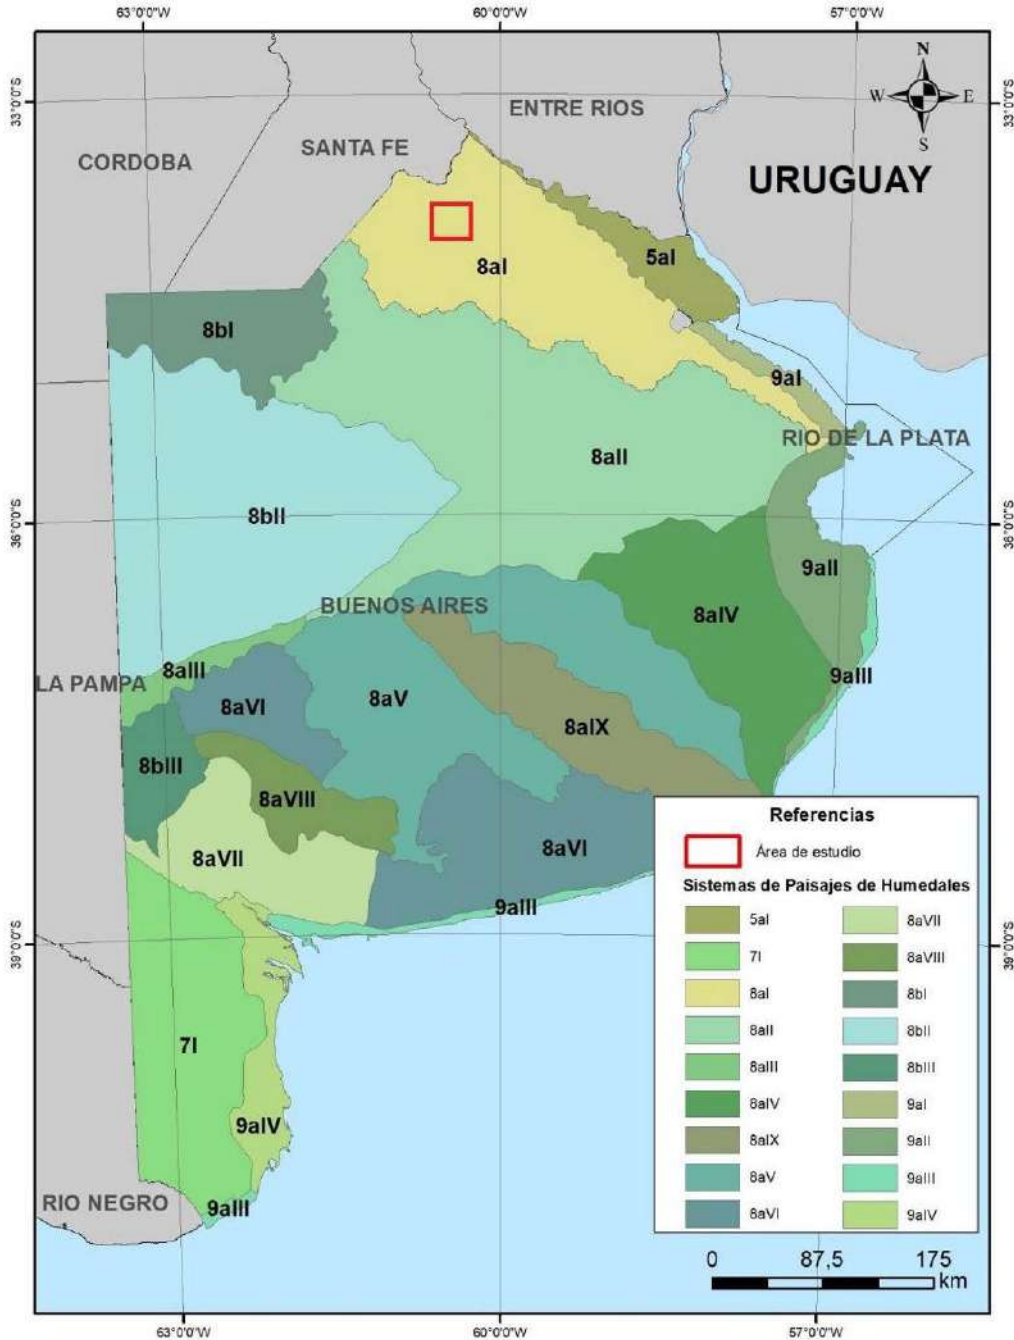 63°0'0"W 60°0'0"W 57°0'0"W
N
W E
S
33°0'0"S 33°0'0"S
ENTRE RIOS
SANTA FE
CORDOBA
URUGUAY
5aI
8aI
8bI
9aI
RIO DE LA PLATA
8aII
8bII
36°0'0"S 36°0'0"S
9aII
BUENOS AIRES
8aIV
8aIII
9aIII
LA PAMPA
8aV
8aVI
8aIX
8bIII
8aVIII
8aVI
8aVII
9aIII
39°0'0"S 39°0'0"S
7I
9aIV
RIO NEGRO
9aIII
Referencias
Área de estudio
Sistemas de Paisajes de Humedales
5aI 8aVII
7I 8aVIII
8aI 8bI
8aII 8bII
8aIII 8bIII
8aIV 9aI
8aIX 9aII
8aV 9aIII
8aVI 9aIV
0 87,5 175
km
63°0'0"W 60°0'0"W 57°0'0"W